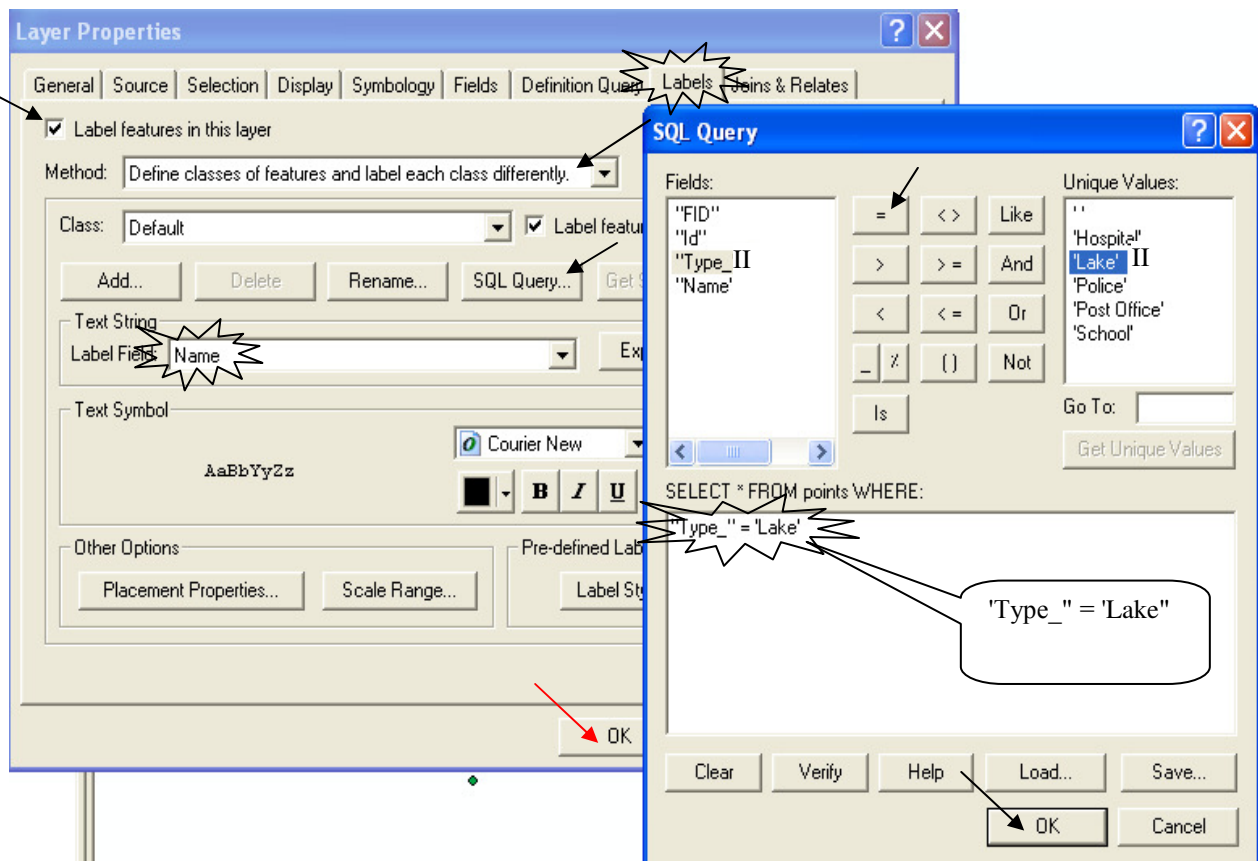 Layer Properties
General Source Selection Display Symbology Fields Definition Query Labels Joins & Relates
Label features in this layer
Method: Define classes of features and label each class differently.
Class: Default Label featu
Add... Delete Rename... SQL Query... Get S
Text String
Label Field: Name Exp
Text Symbol
AaBbYyZz
Courier New
B I U
Other Options
Placement Properties... Scale Range...
Pre-defined Lab
Label Sty
OK
SQL Query
Fields:
"FID"
"Id"
"Type_ II
"Name"
= <> Like
> >= And
< <= Or
_ % () Not
Is
Unique Values:
' '
'Hospital'
'Lake' II
'Police'
'Post Office'
'School'
Go To:
Get Unique Values
SELECT * FROM points WHERE:
"Type_" = 'Lake'
'Type_" = 'Lake"
Clear Verify Help Load... Save...
OK Cancel